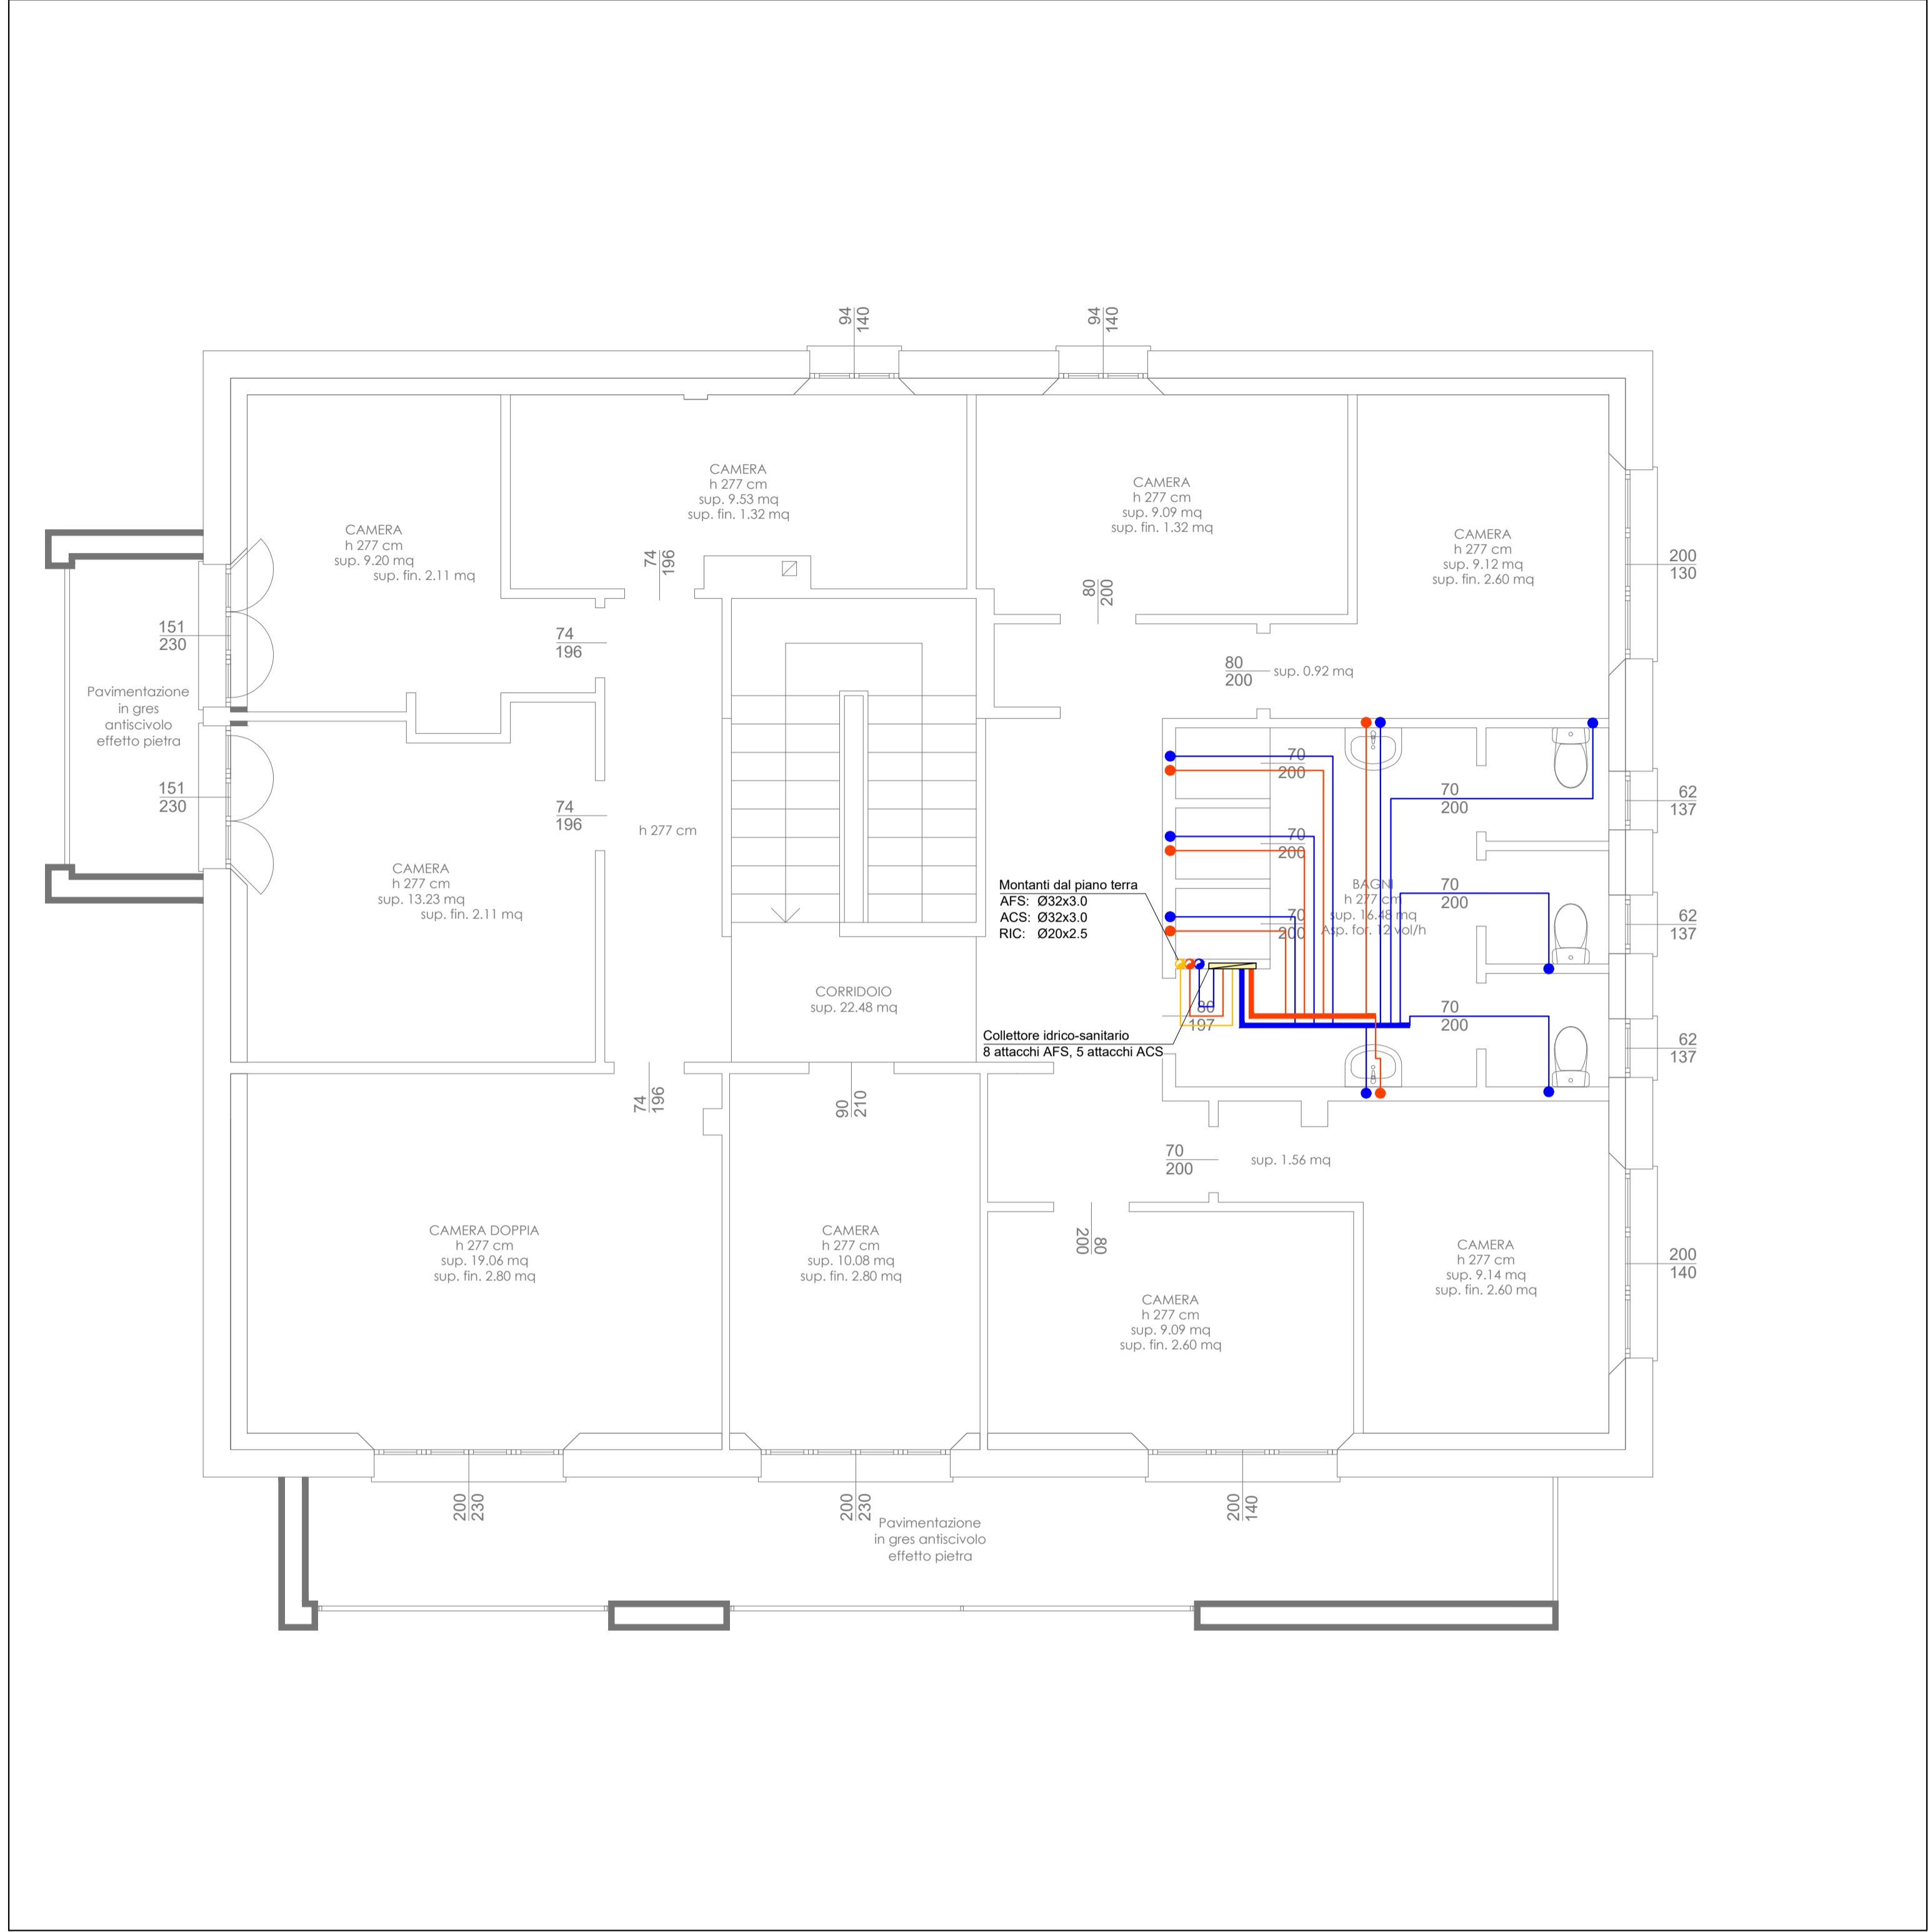 94
140
94
140
CAMERA
h 277 cm
sup. 9.53 mq
sup. fin. 1.32 mq
CAMERA
h 277 cm
sup. 9.09 mq
sup. fin. 1.32 mq
CAMERA
h 277 cm
sup. 9.20 mq
sup. fin. 2.11 mq
CAMERA
h 277 cm
sup. 9.12 mq
sup. fin. 2.60 mq
200
130
74
196
80
200
151
230
74
196
80
200
sup. 0.92 mq
Pavimentazione
in gres
antiscivolo
effetto pietra
151
230
74
196
h 277 cm
70
200
70
200
70
200
70
200
62
137
CAMERA
h 277 cm
sup. 13.23 mq
sup. fin. 2.11 mq
Montanti dal piano terra
AFS: Ø32x3.0
ACS: Ø32x3.0
RIC: Ø20x2.5
BAGNI
h 277 cm
sup. 16.48 mq
Asp. for. 12 vol/h
70
200
62
137
CORRIDOIO
sup. 22.48 mq
80
197
70
200
62
137
Collettore idrico-sanitario
8 attacchi AFS, 5 attacchi ACS
74
196
90
210
70
200
sup. 1.56 mq
80
200
CAMERA DOPPIA
h 277 cm
sup. 19.06 mq
sup. fin. 2.80 mq
CAMERA
h 277 cm
sup. 10.08 mq
sup. fin. 2.80 mq
CAMERA
h 277 cm
sup. 9.09 mq
sup. fin. 2.60 mq
CAMERA
h 277 cm
sup. 9.14 mq
sup. fin. 2.60 mq
200
140
200
230
200
230
200
140
Pavimentazione
in gres antiscivolo
effetto pietra